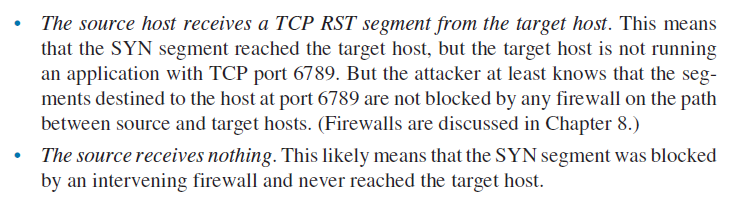 • The source host receives a TCP RST segment from the target host. This means
that the SYN segment reached the target host, but the target host is not running
an application with TCP port 6789. But the attacker at least knows that the seg-
ments destined to the host at port 6789 are not blocked by any firewall on the path
between source and target hosts. (Firewalls are discussed in Chapter 8.)
• The source receives nothing. This likely means that the SYN segment was blocked
by an intervening firewall and never reached the target host.